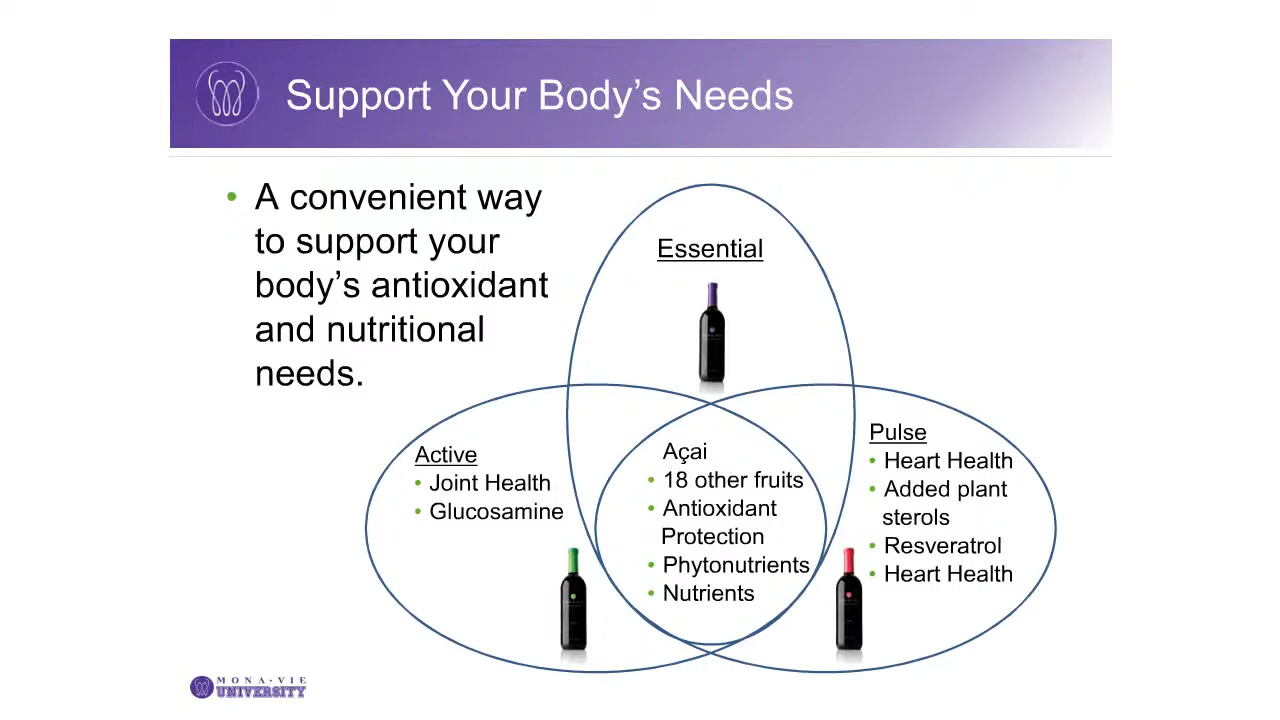 Support Your Body’s Needs
• A convenient way
to support your
body’s antioxidant
and nutritional
needs.
Essential
Active
• Joint Health
• Glucosamine
Açai
• 18 other fruits
• Antioxidant
Protection
• Phytonutrients
• Nutrients
Pulse
• Heart Health
• Added plant
sterols
• Resveratrol
• Heart Health
MONA·VIE
UNIVERSITY